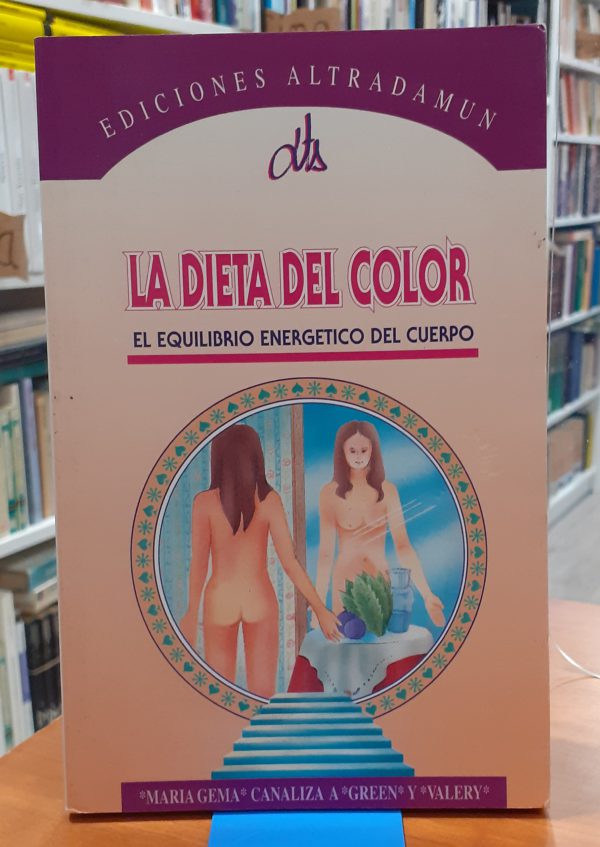 EDICIONES ALTRADAMUN
dts
LA DIETA DEL COLOR
EL EQUILIBRIO ENERGETICO DEL CUERPO
*MARIA GEMA* CANALIZA A *GREEN* Y *VALERY*